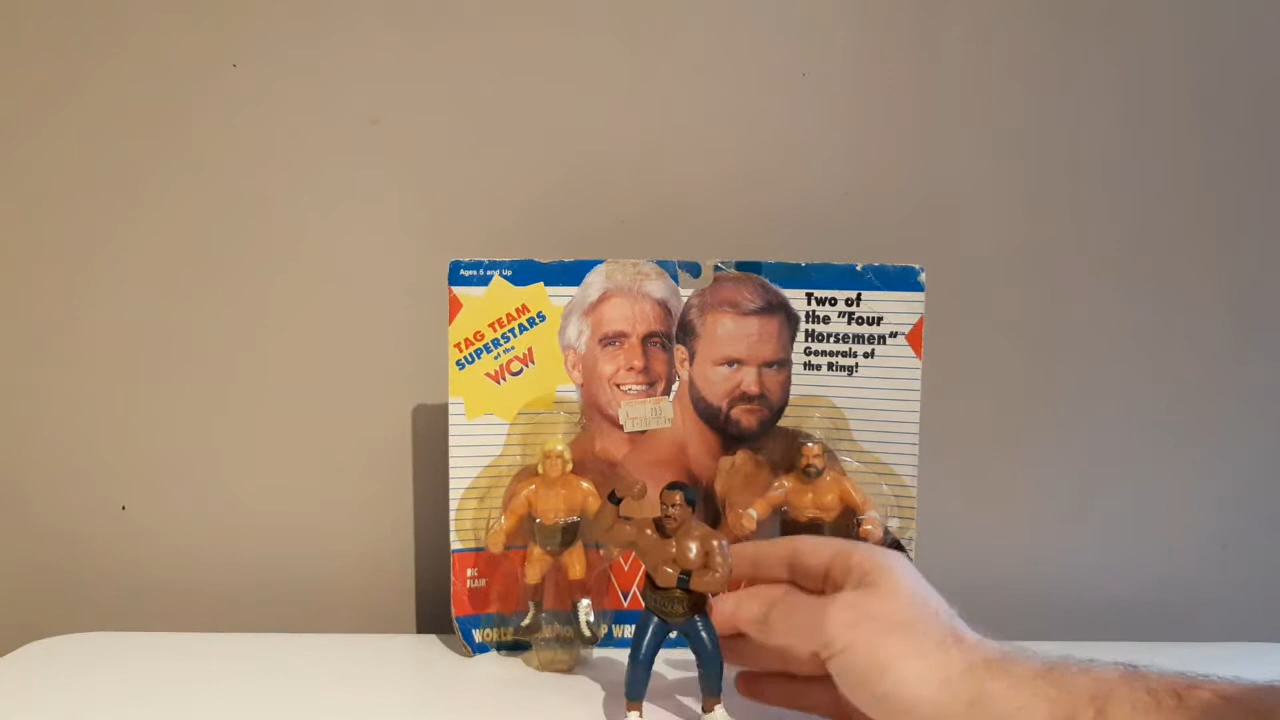 Ages 5 and Up
TAG TEAM
SUPERSTARS
of the
WCW
Two of
the "Four
Horsemen"
Generals of
the Ring!
RIC
FLAIR